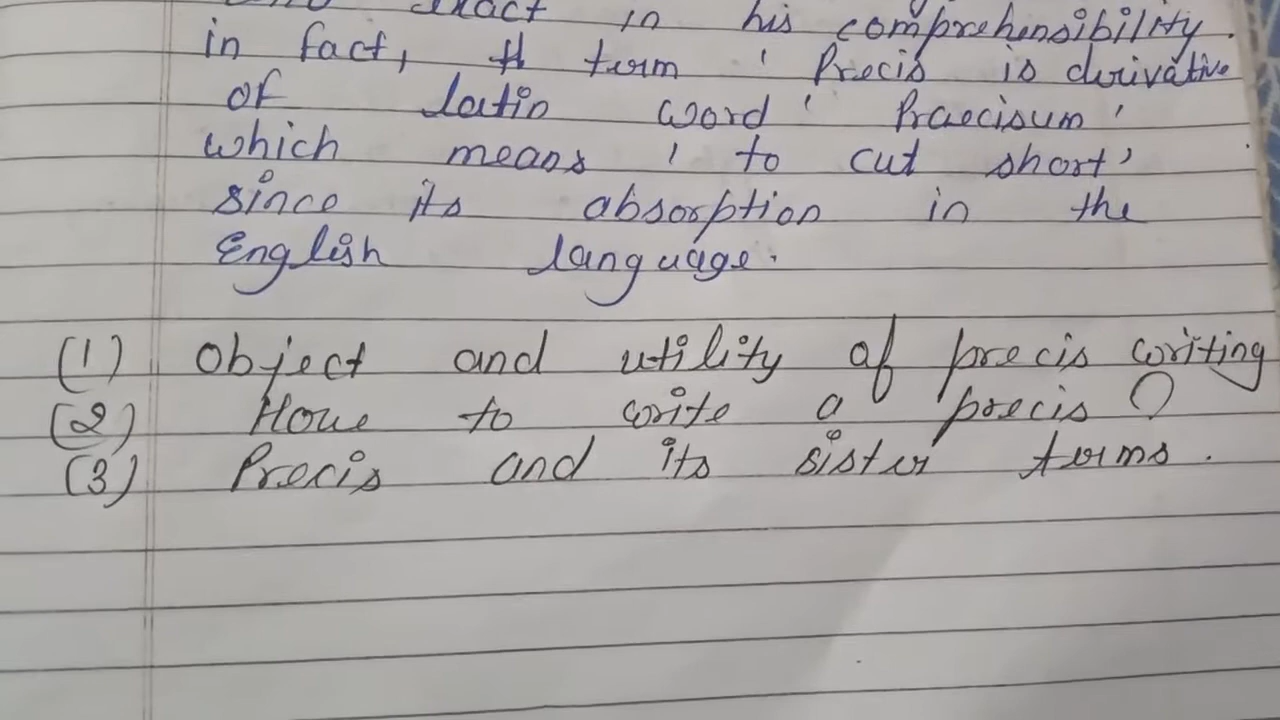 exact in his comprehensibility.
in fact, th term ' Precis is derivative
of latin word ' Praecisum '
which means ' to cut short'
since its absorption in the
English language.
(1) Object and utility of precis writing
(2) Howe to write a precis ?
(3) Precis and its sister terms.